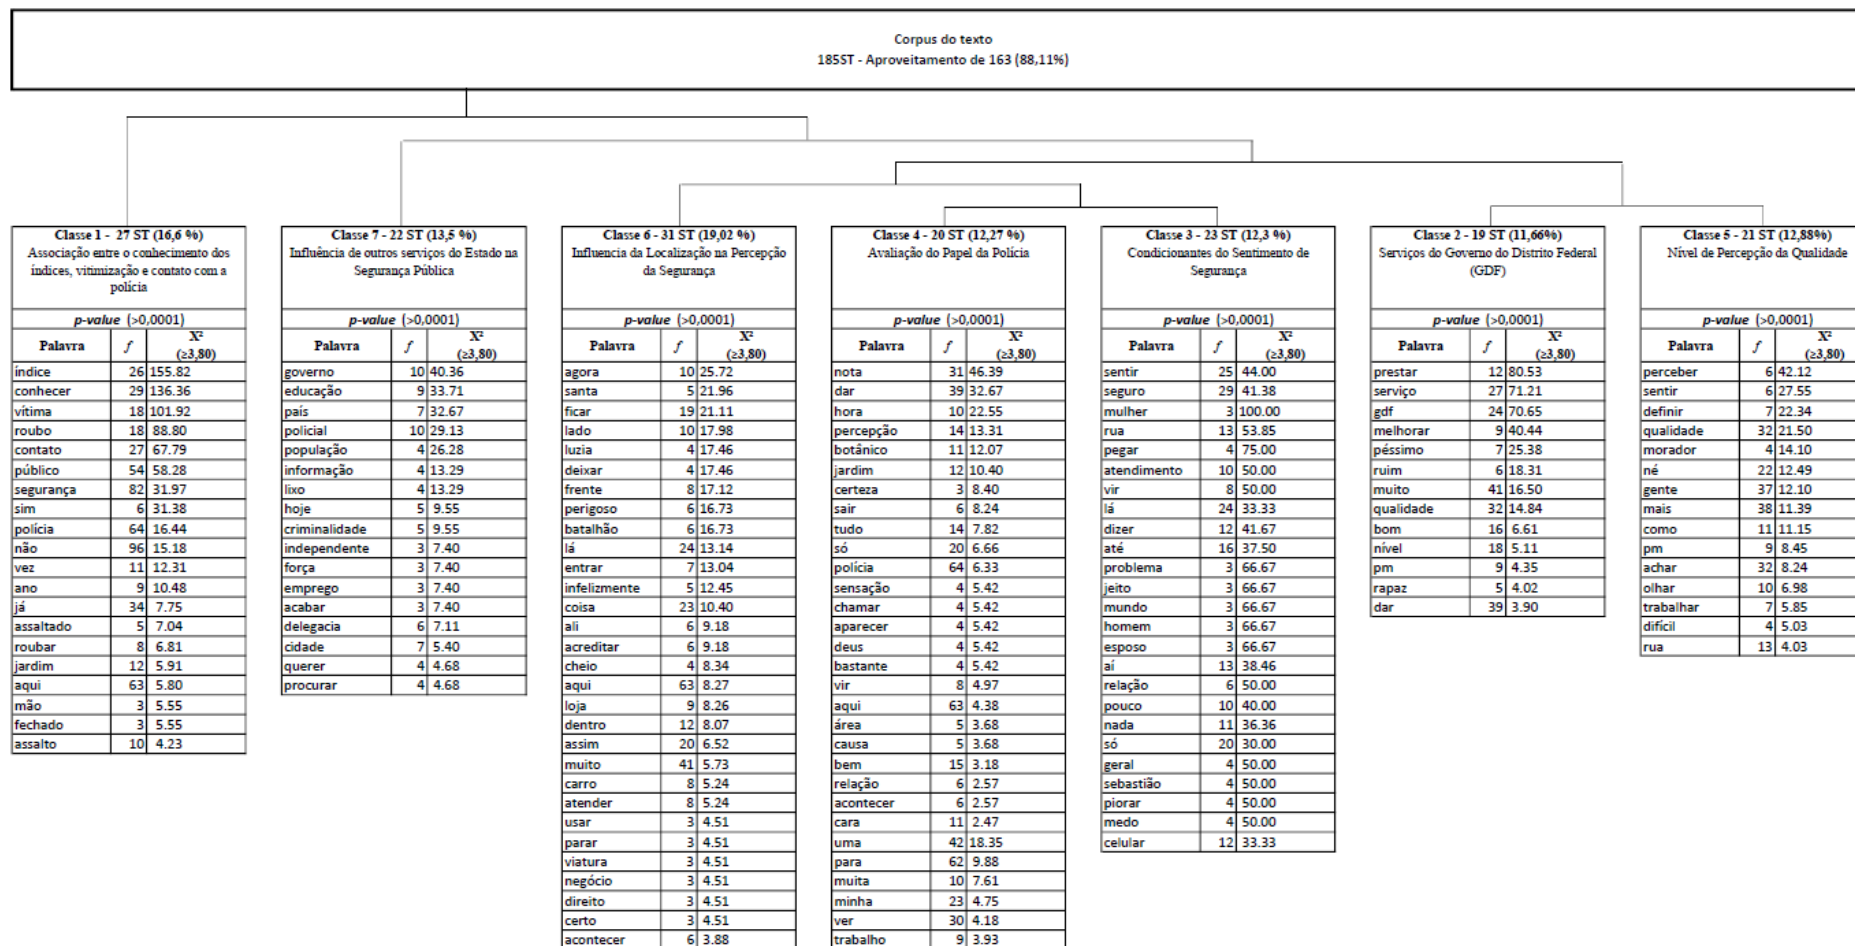 Corpus do texto
185ST - Aproveitamento de 163 (88,11%)
Classe 1 - 27 ST (16,6 %)
Associação entre o conhecimento dos
índices, vitimização e contato com a
polícia
p-value (>0,0001)
Palavra f X² (≥3,80)
índice 26 155.82
conhecer 29 136.36
vítima 18 101.92
roubo 18 88.80
contato 27 67.79
público 54 58.28
segurança 82 31.97
sim 6 31.38
polícia 64 16.44
não 96 15.18
vez 11 12.31
ano 9 10.48
já 34 7.75
assaltado 5 7.04
roubar 8 6.81
jardim 12 5.91
aqui 63 5.80
mão 3 5.55
fechado 3 5.55
assalto 10 4.23
Classe 7 - 22 ST (13,5 %)
Influência de outros serviços do Estado na
Segurança Pública
p-value (>0,0001)
Palavra f X² (≥3,80)
governo 10 40.36
educação 9 33.71
país 7 32.67
policial 10 29.13
população 4 26.28
informação 4 13.29
lixo 4 13.29
hoje 5 9.55
criminalidade 5 9.55
independente 3 7.40
força 3 7.40
emprego 3 7.40
acabar 3 7.40
delegacia 6 7.11
cidade 7 5.40
querer 4 4.68
procurar 4 4.68
Classe 6 - 31 ST (19,02 %)
Influencia da Localização na Percepção
da Segurança
p-value (>0,0001)
Palavra f X² (≥3,80)
agora 10 25.72
santa 5 21.96
ficar 19 21.11
lado 10 17.98
luzia 4 17.46
deixar 4 17.46
frente 8 17.12
perigoso 6 16.73
batalhão 6 16.73
lá 24 13.14
entrar 7 13.04
infelizmente 5 12.45
coisa 23 10.40
ali 6 9.18
acreditar 6 9.18
cheio 4 8.34
aqui 63 8.27
loja 9 8.26
dentro 12 8.07
assim 20 6.52
muito 41 5.73
carro 8 5.24
atender 8 5.24
usar 3 4.51
parar 3 4.51
viatura 3 4.51
negócio 3 4.51
direito 3 4.51
certo 3 4.51
acontecer 6 3.88
Classe 4 - 20 ST (12,27 %)
Avaliação do Papel da Polícia
p-value (>0,0001)
Palavra f X² (≥3,80)
nota 31 46.39
dar 39 32.67
hora 10 22.55
percepção 14 13.31
botânico 11 12.07
jardim 12 10.40
certeza 3 8.40
sair 6 8.24
tudo 14 7.82
só 20 6.66
polícia 64 6.33
sensação 4 5.42
chamar 4 5.42
aparecer 4 5.42
deus 4 5.42
bastante 4 5.42
vir 8 4.97
aqui 63 4.38
área 5 3.68
causa 5 3.68
bem 15 3.18
relação 6 2.57
acontecer 6 2.57
cara 11 2.47
uma 42 18.35
para 62 9.88
muita 10 7.61
minha 23 4.75
ver 30 4.18
trabalho 9 3.93
Classe 3 - 23 ST (12,3 %)
Condicionantes do Sentimento de
Segurança
p-value (>0,0001)
Palavra f X² (≥3,80)
sentir 25 44.00
seguro 29 41.38
mulher 3 100.00
rua 13 53.85
pegar 4 75.00
atendimento 10 50.00
vir 8 50.00
lá 24 33.33
dizer 12 41.67
até 16 37.50
problema 3 66.67
jeito 3 66.67
mundo 3 66.67
homem 3 66.67
esposo 3 66.67
aí 13 38.46
relação 6 50.00
pouco 10 40.00
nada 11 36.36
só 20 30.00
geral 4 50.00
sebastião 4 50.00
piorar 4 50.00
medo 4 50.00
celular 12 33.33
Classe 2 - 19 ST (11,66%)
Serviços do Governo do Distrito Federal
(GDF)
p-value (>0,0001)
Palavra f X² (≥3,80)
prestar 12 80.53
serviço 27 71.21
gdf 24 70.65
melhorar 9 40.44
péssimo 7 25.38
ruim 6 18.31
muito 41 16.50
qualidade 32 14.84
bom 16 6.61
nível 18 5.11
pm 9 4.35
rapaz 5 4.02
dar 39 3.90
Classe 5 - 21 ST (12,88%)
Nível de Percepção da Qualidade
p-value (>0,0001)
Palavra f X² (≥3,80)
perceber 6 42.12
sentir 6 27.55
definir 7 22.34
qualidade 32 21.50
morador 4 14.10
né 22 12.49
gente 37 12.10
mais 38 11.39
como 11 11.15
pm 9 8.45
achar 32 8.24
olhar 10 6.98
trabalhar 7 5.85
difícil 4 5.03
rua 13 4.03